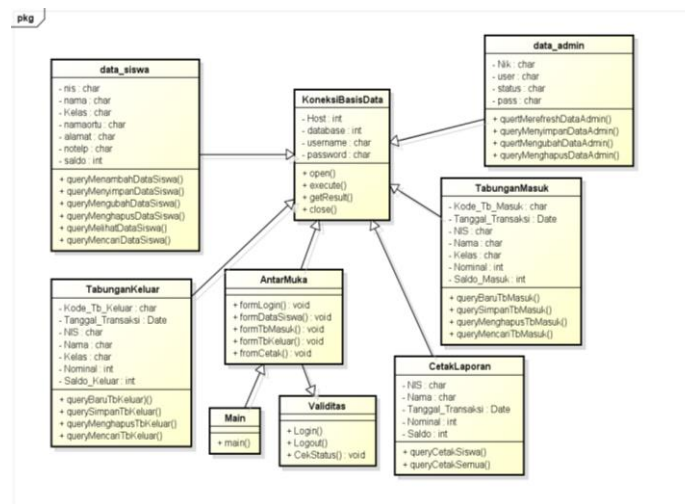 pkg
data_siswa
- nis : char
- nama : char
- Kelas : char
- namaortu : char
- alamat : char
- notelp : char
- saldo : int
+ queryMenambahDataSiswa()
+ queryMenyimpanDataSiswa()
+ queryMengubahDataSiswa()
+ queryMenghapusDataSiswa()
+ queryMelihatDataSiswa()
+ queryMencariDataSiswa()
KoneksiBasisData
- Host : int
- database : int
- username : char
- password : char
+ open()
+ execute()
+ getResult()
+ close()
data_admin
- Nik : char
- user : char
- status : char
- pass : char
+ quertMerefreshDataAdmin()
+ queryMenyimpanDataAdmin()
+ quertMengubahDataAdmin()
+ queryMenghapusDataAdmin()
TabunganMasuk
- Kode_Tb_Masuk : char
- Tanggal_Transaksi : Date
- NIS : char
- Nama : char
- Kelas : char
- Nominal : int
- Saldo_Masuk : int
+ queryBaruTbMasuk()
+ querySimpanTbMasuk()
+ queryMenghapusTbMasuk()
+ queryMencariTbMasuk()
TabunganKeluar
- Kode_Tb_Keluar : char
- Tanggal_Transaksi : Date
- NIS : char
- Nama : char
- Kelas : char
- Nominal : int
- Saldo_Keluar : int
+ queryBaruTbKeluar)()
+ querySimpanTbKeluar()
+ queryMenghapusTbKeluar()
+ queryMencariTbKeluar()
AntarMuka
+ formLogin() : void
+ formDataSiswa() : void
+ formTbMasuk() : void
+ formTbKeluar() : void
+ fromCetak() : void
Main
+ main()
Validitas
+ Login()
+ Logout()
+ CekStatus() : void
CetakLaporan
- NIS : char
- Nama : char
- Tanggal_Transaksi : Date
- Nominal : int
- Saldo : int
+ queryCetakSiswa()
+ queryCetakSemua()